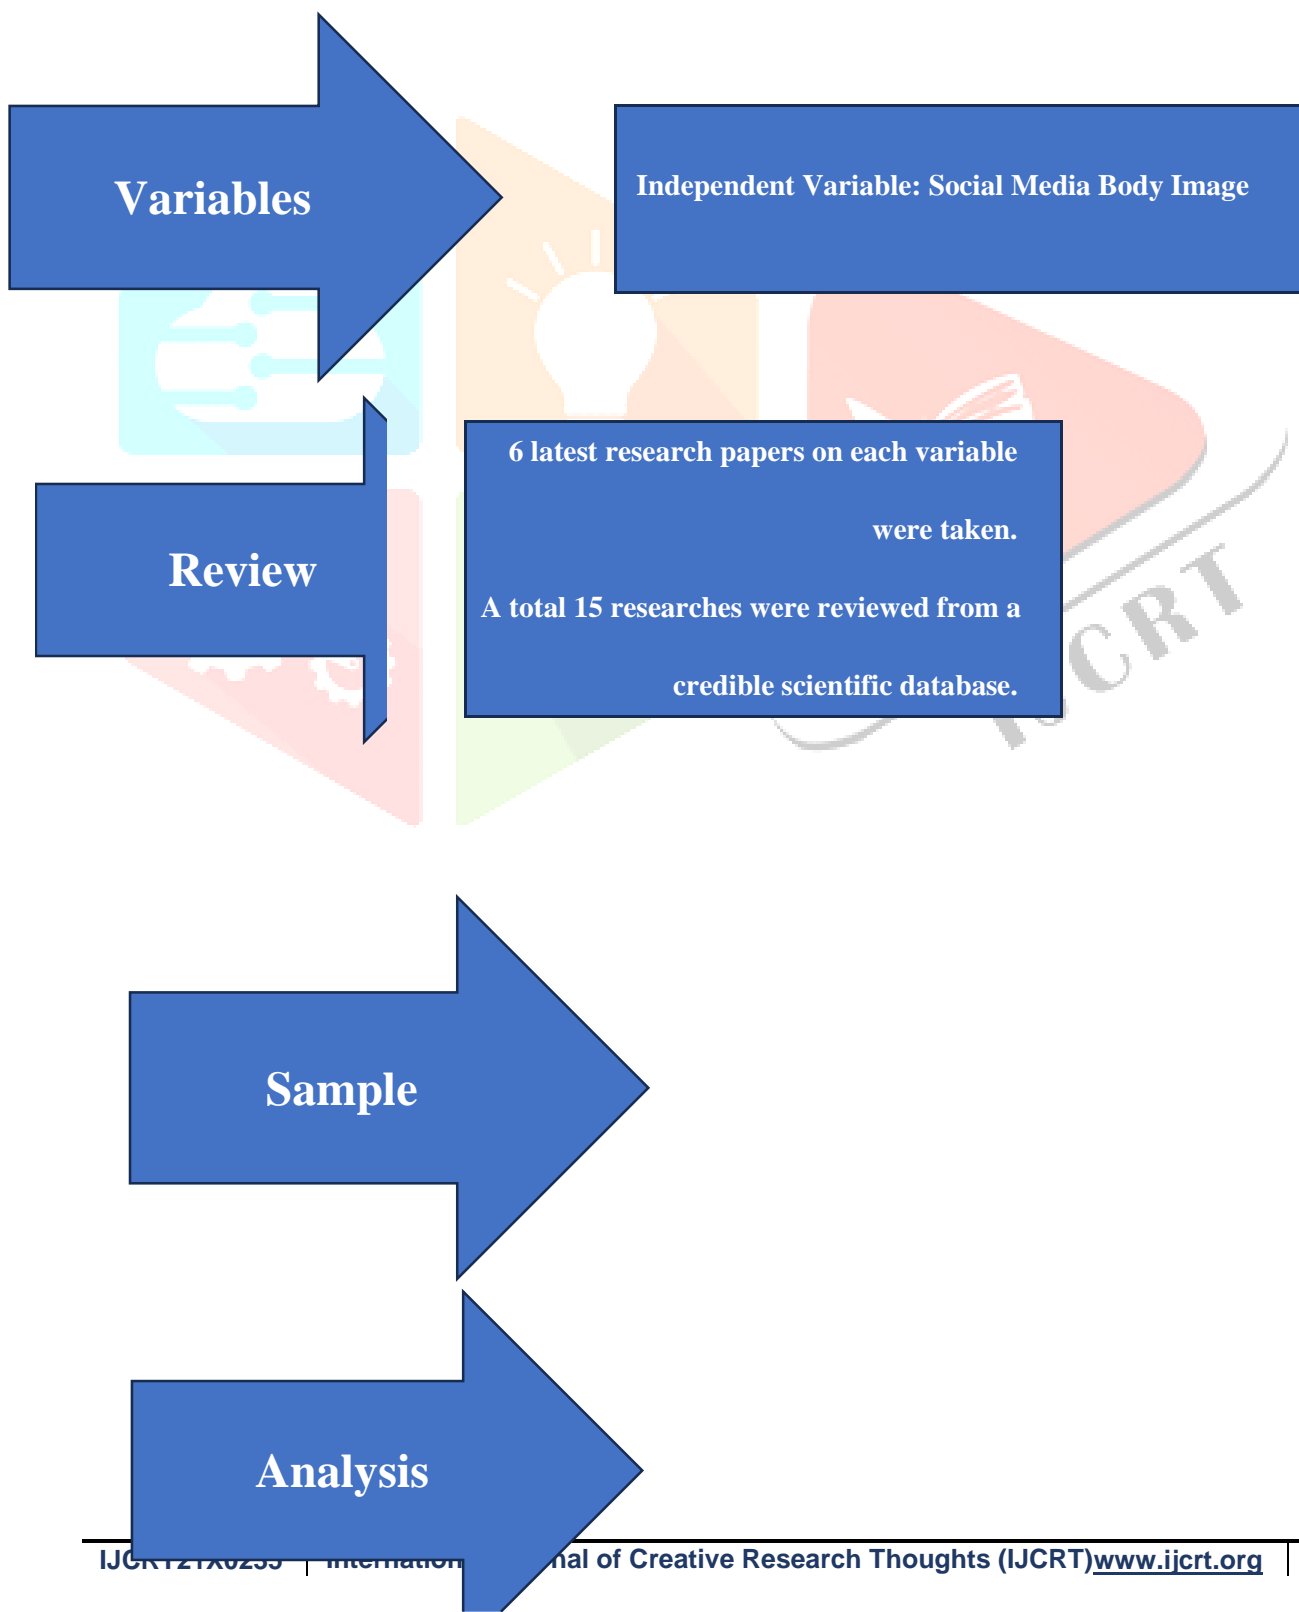 Variables
Independent Variable: Social Media Body Image
Review
6 latest research papers on each variable
were taken.
A total 15 researches were reviewed from a
credible scientific database.
IJCRT
Sample
Analysis
of Creative Research Thoughts (IJCRT)www.ijcrt.org